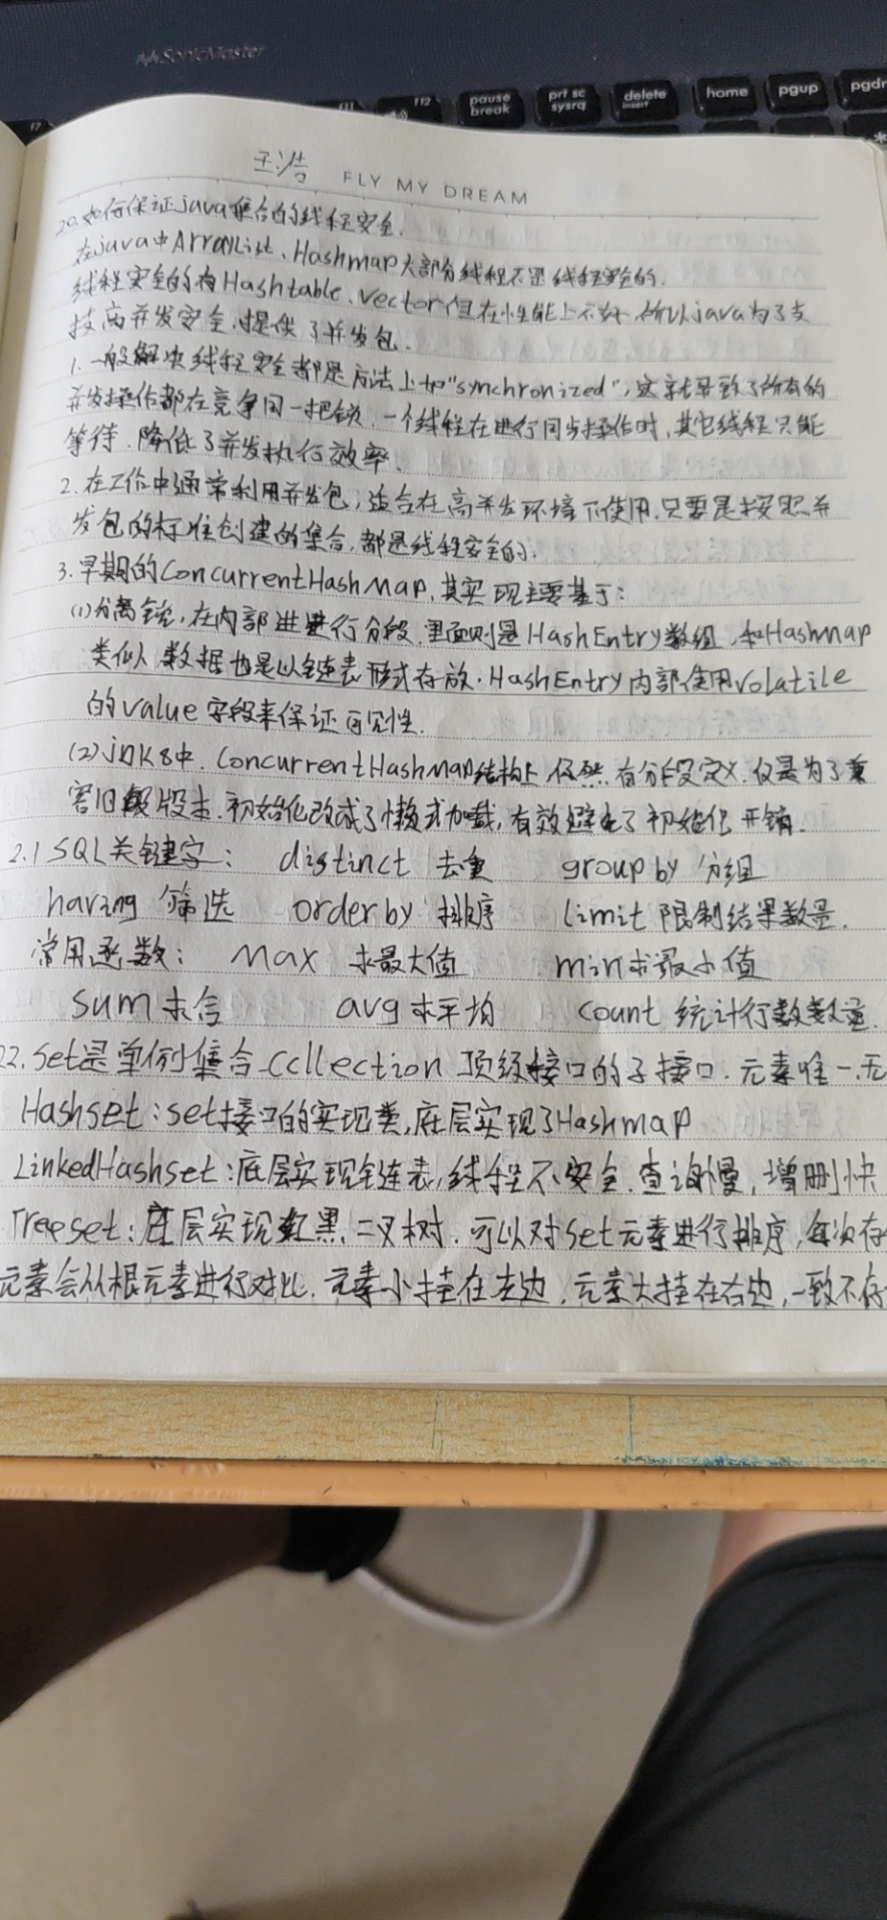 SonicMaster
f7
f11
f12
pause break
prt sc sysrq
delete insert
home
pgup
pgdn
*
王浩 FLY MY DREAM
20.如何保证java集合的线程安全.
在java中ArrayList、Hashmap大部分线程不是线程安全的.
线程安全的有Hashtable、Vector但在性能上不好,所以java为了支
技高并发安全,提供了并发包.
1.一般解决线程安全都是方法上加"synchronized",这就导致了所有的
并发操作都在竞争同一把锁,一个线程在进行同步操作时,其它线程只能
等待.降低了并发执行效率.
2.在工作中通常利用并发包,适合在高并发环境下使用.只要是按照并
发包的标准创建的集合,都是线程安全的.
3.早期的ConcurrentHashMap,其实现主要基于:
(1)分离锁,在内部进行分段,里面则是HashEntry数组,和Hashmap
类似,数据也是以链表形式存放.HashEntry内部使用volatile
的value字段来保证可见性.
(2)jDK8中.ConcurrentHashMap结构上仍然有分段定义,仅是为了兼
容旧版本.初始化改成了懒式加载,有效避免了初始化开销.
2.1 SQL关键字: distinct 去重 group by 分组
having 筛选 order by 排序 limit 限制结果数量.
常用函数: Max 求最大值 min求最小值
sum求合 avg求平均 count 统计行数数量.
22.Set是单例集合 Collection 顶级接口的子接口.元素唯一.无
Hashset:set接口的实现类,底层实现了Hashmap
LinkedHashset:底层实现链表,线程不安全.查询慢,增删快
Treeset:底层实现红黑二叉树.可以对set元素进行排序,每次存
元素会从根元素进行对比.元素小挂在左边,元素大挂在右边,一致不存